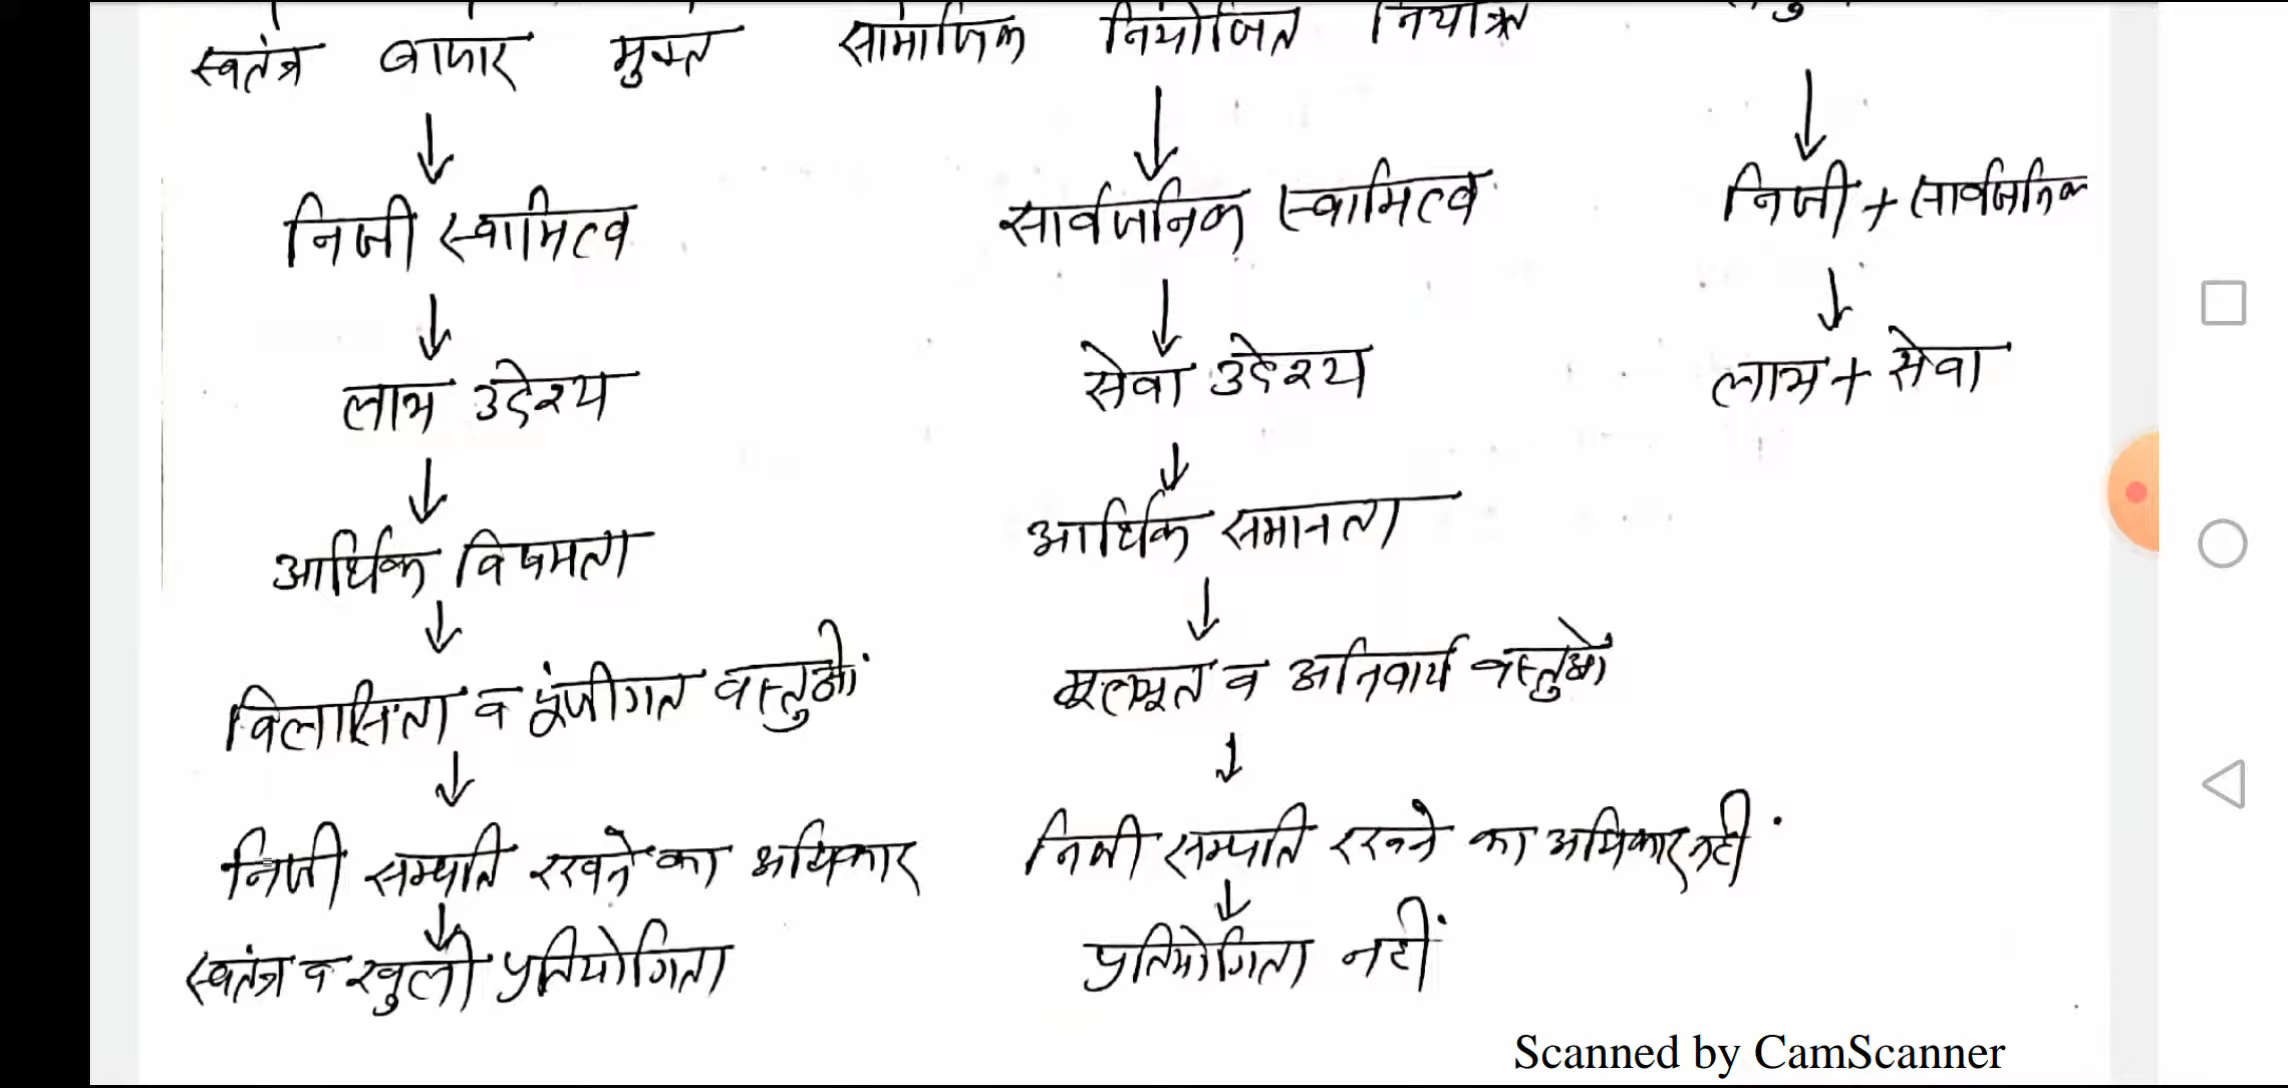 स्वतंत्र बाजार मुक्त सामाजिक नियोजित
निजी स्वामित्व सार्वजनिक स्वामित्व निजी + सार्वजनिक
लाभ उद्देश्य सेवा उद्देश्य लाभ + सेवा
आर्थिक विषमता आर्थिक समानता
विलासिता व पूंजीगत वस्तुओं मूलभूत व अनिवार्य वस्तुओं
निजी सम्पति रखने का अधिकार निजी सम्पति रखने का अधिकार नहीं
स्वतंत्र व खुली प्रतियोगिता प्रतियोगिता नहीं
Scanned by CamScanner